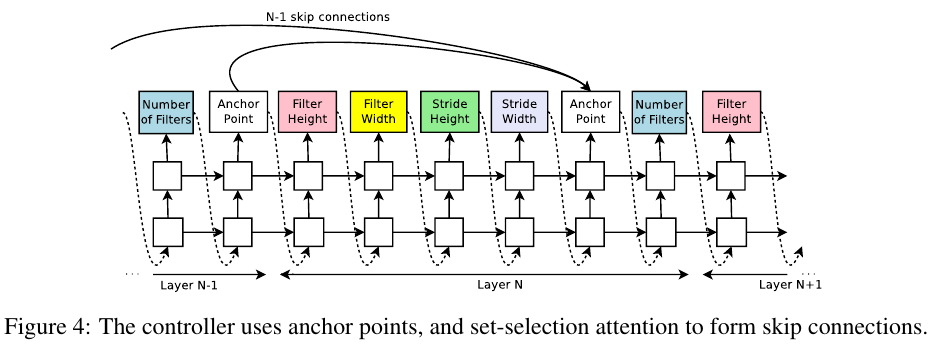 N-1 skip connections
Number of Filters
Anchor Point
Filter Height
Filter Width
Stride Height
Stride Width
Anchor Point
Number of Filters
Filter Height
... ...
Layer N-1
Layer N
Layer N+1
Figure 4: The controller uses anchor points, and set-selection attention to form skip connections.